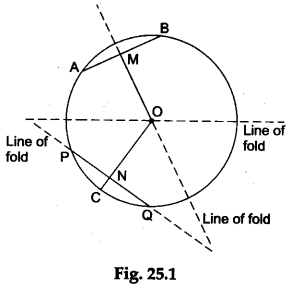 B
A
M
O
Line of
fold
Line of
fold
P
N
C
Q
Line of fold
Fig. 25.1